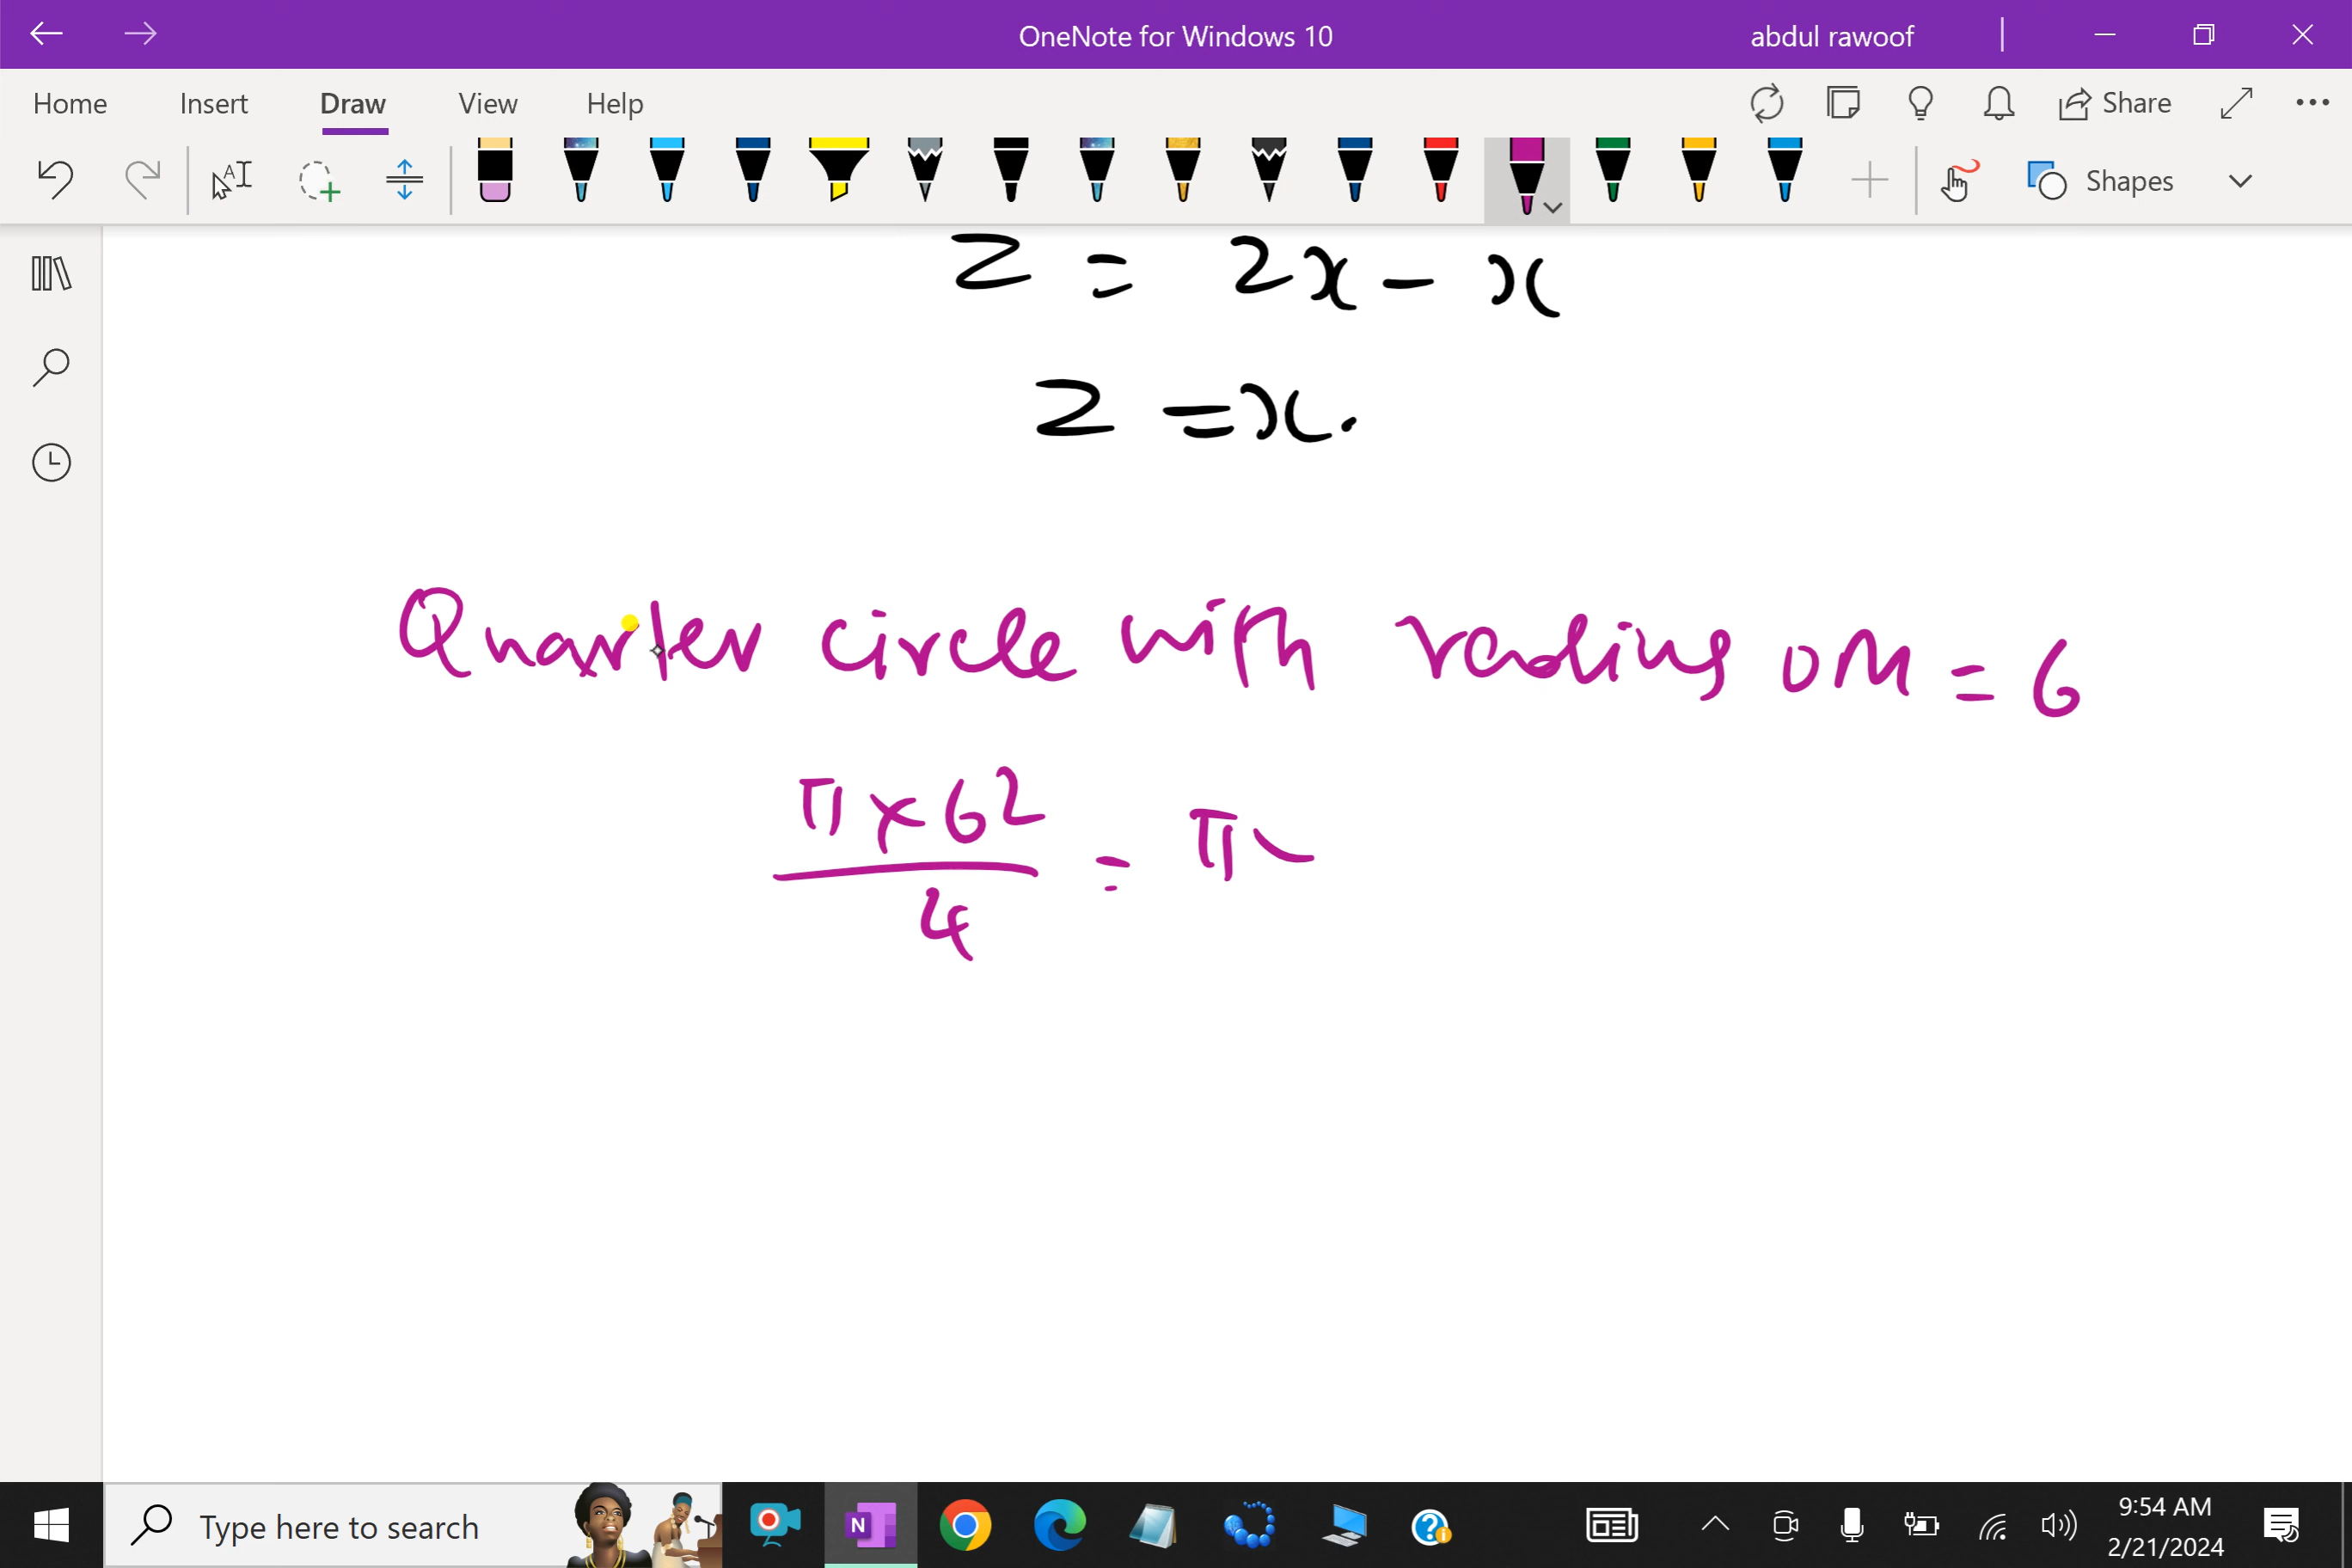 OneNote for Windows 10 abdul rawoof
Home Insert Draw View Help Share
Shapes
z = 2x - x
z = x.
Quarter circle with radius OM = 6
π × 6² / 4 = π
Type here to search
9:54 AM
2/21/2024